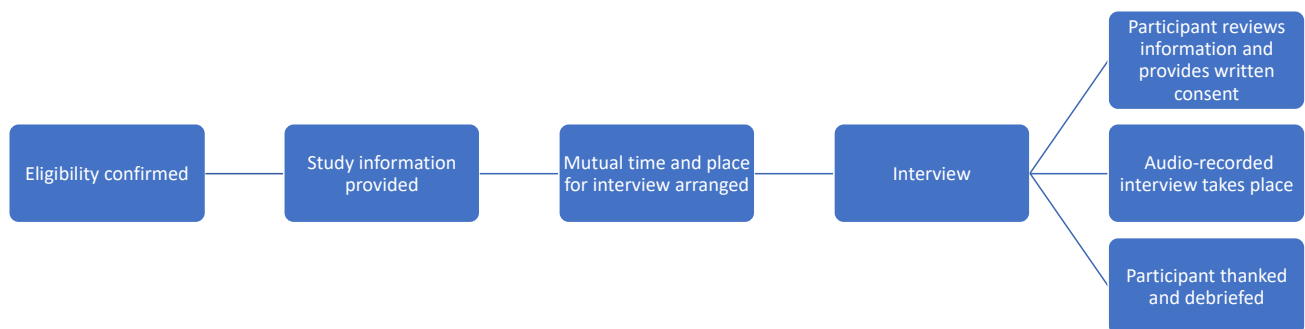 Eligibility confirmed
Study information
provided
Mutual time and place
for interview arranged
Interview
Participant reviews
information and
provides written
consent
Audio-recorded
interview takes place
Participant thanked
and debriefed